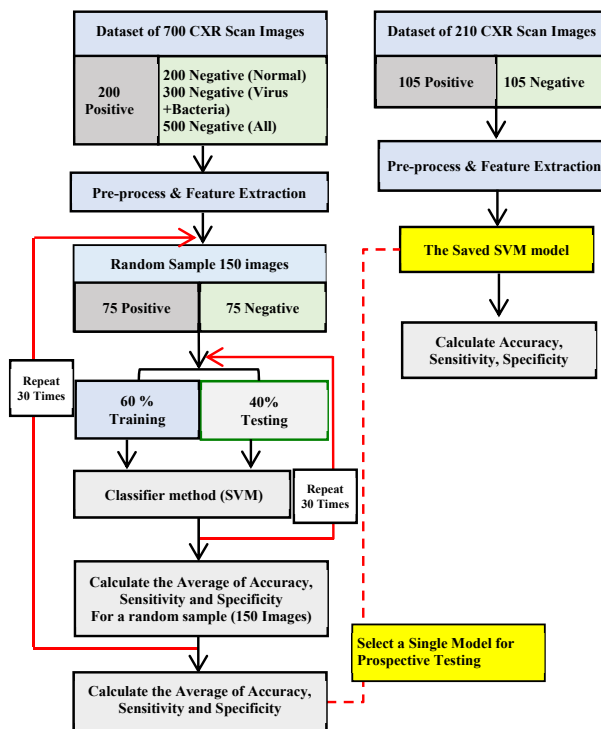 Dataset of 700 CXR Scan Images
200
Positive
200 Negative (Normal)
300 Negative (Virus
+Bacteria)
500 Negative (All)
Pre-process & Feature Extraction
Random Sample 150 images
75 Positive
75 Negative
Repeat
30 Times
60 %
Training
40%
Testing
Classifier method (SVM)
Repeat
30 Times
Calculate the Average of Accuracy,
Sensitivity and Specificity
For a random sample (150 Images)
Calculate the Average of Accuracy,
Sensitivity and Specificity
Dataset of 210 CXR Scan Images
105 Positive
105 Negative
Pre-process & Feature Extraction
The Saved SVM model
Calculate Accuracy,
Sensitivity, Specificity
Select a Single Model for
Prospective Testing